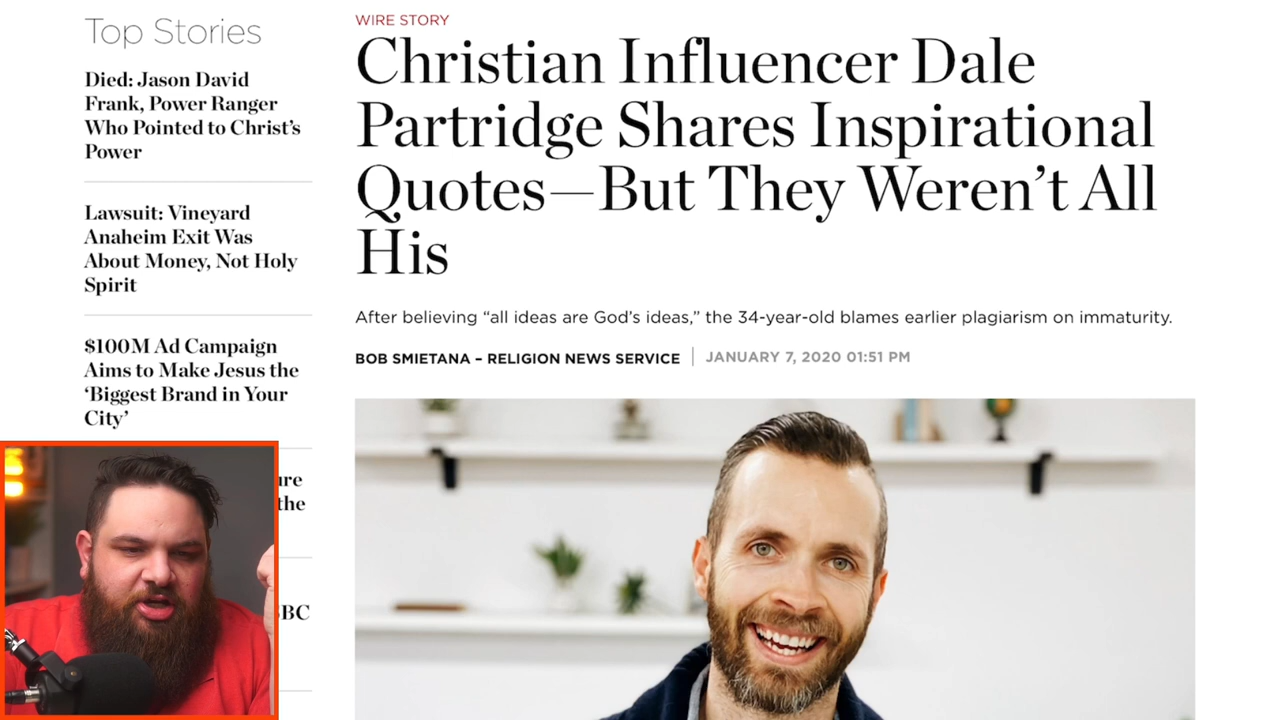 Top Stories
Died: Jason David
Frank, Power Ranger
Who Pointed to Christ's
Power
Lawsuit: Vineyard
Anaheim Exit Was
About Money, Not Holy
Spirit
$100M Ad Campaign
Aims to Make Jesus the
‘Biggest Brand in Your
City’
the
WIRE STORY
Christian Influencer Dale
Partridge Shares Inspirational
Quotes—But They Weren’t All
His
After believing “all ideas are God’s ideas,” the 34-year-old blames earlier plagiarism on immaturity.
BOB SMIETANA – RELIGION NEWS SERVICE | JANUARY 7, 2020 01:51 PM